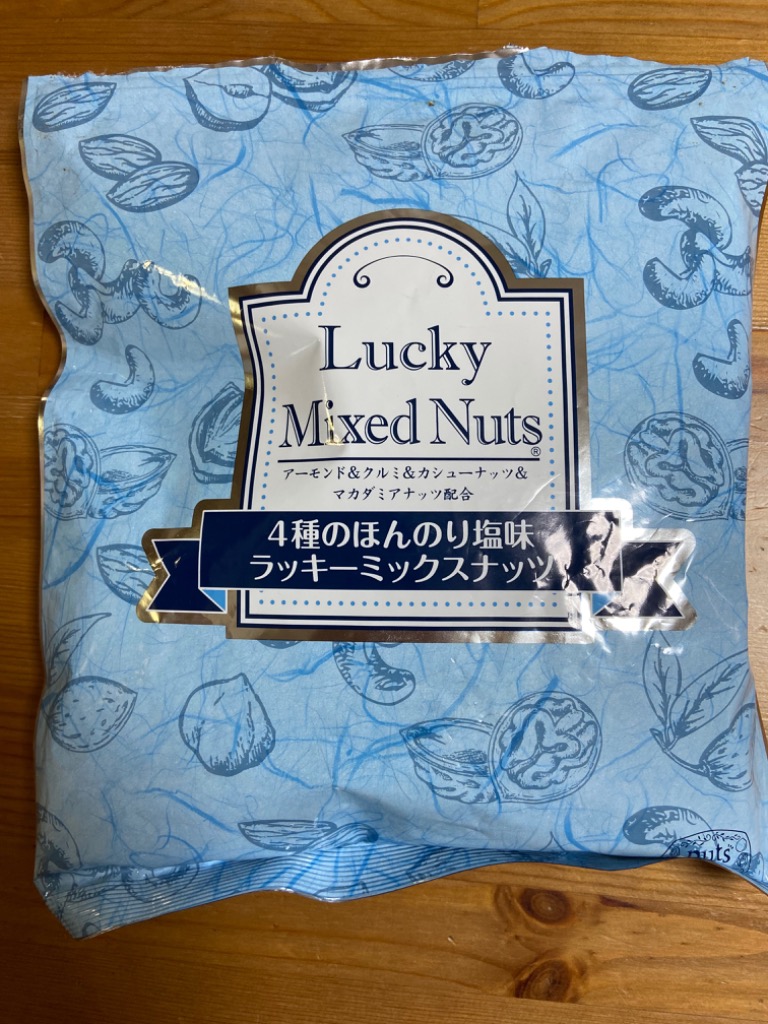 Lucky
Mixed Nuts®
アーモンド&クルミ&カシューナッツ&
マカダミアナッツ配合
4種のほんのり塩味
ラッキーミックスナッツ
nuts